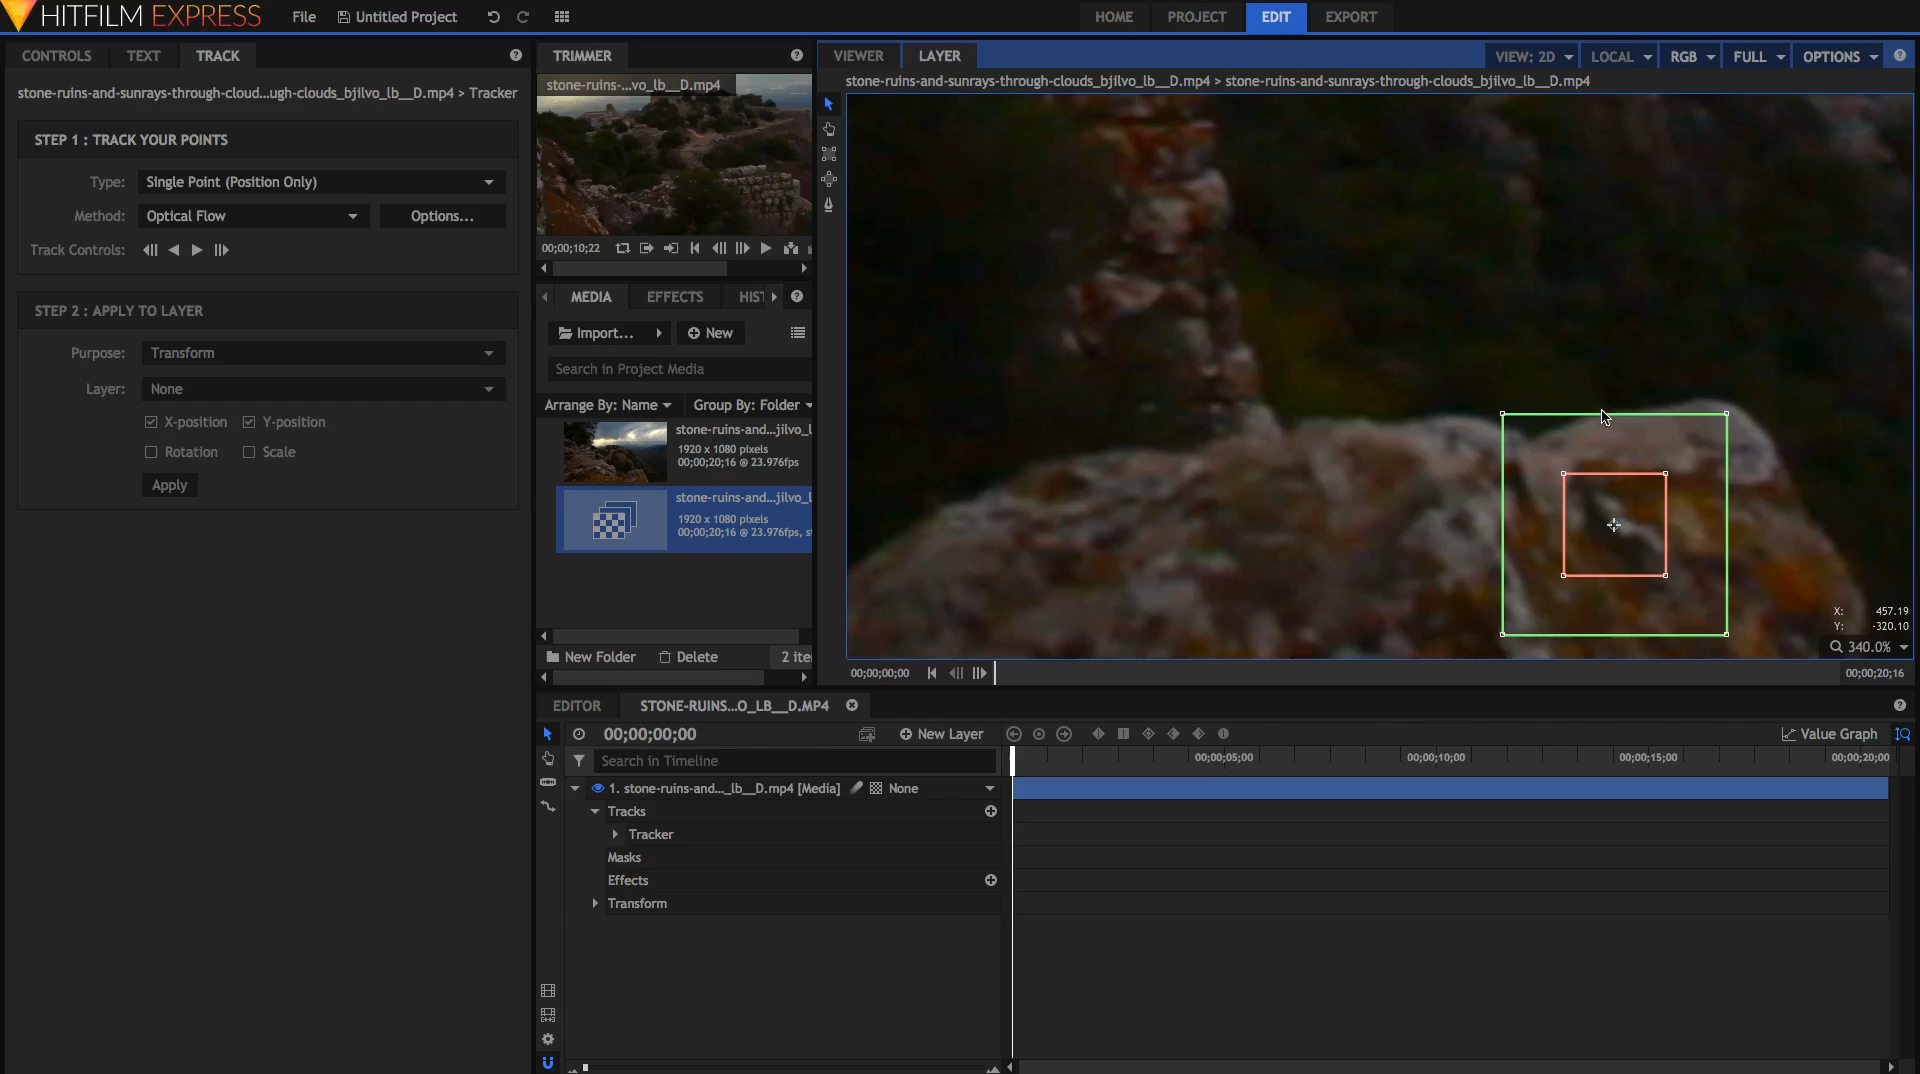 HITFILM EXPRESS File Untitled Project HOME PROJECT EDIT EXPORT
CONTROLS TEXT TRACK
stone-ruins-and-sunrays-through-cloud...ugh-clouds_bjilvo_lb__D.mp4 > Tracker
STEP 1 : TRACK YOUR POINTS
Type: Single Point (Position Only)
Method: Optical Flow Options...
Track Controls:
STEP 2 : APPLY TO LAYER
Purpose: Transform
Layer: None
X-position Y-position
Rotation Scale
Apply
TRIMMER
stone-ruins-...vo_lb__D.mp4
00;00;10;22
MEDIA EFFECTS HIST
Import... New
Search in Project Media
Arrange By: Name Group By: Folder
stone-ruins-and...jilvo_l
1920 x 1080 pixels
00;00;20;16 @ 23.976fps
stone-ruins-and...jilvo_l
1920 x 1080 pixels
00;00;20;16 @ 23.976fps, s
New Folder Delete 2 ite
VIEWER LAYER VIEW: 2D LOCAL RGB FULL OPTIONS
stone-ruins-and-sunrays-through-clouds_bjilvo_lb__D.mp4 > stone-ruins-and-sunrays-through-clouds_bjilvo_lb__D.mp4
X: 457.19
Y: -320.10
340.0%
00;00;00;00 00;00;20;16
EDITOR STONE-RUINS...O_LB__D.MP4
00;00;00;00 New Layer Value Graph
Search in Timeline 00;00;05;00 00;00;10;00 00;00;15;00 00;00;20;00
1. stone-ruins-and..._lb__D.mp4 [Media] None
Tracks
Tracker
Masks
Effects
Transform